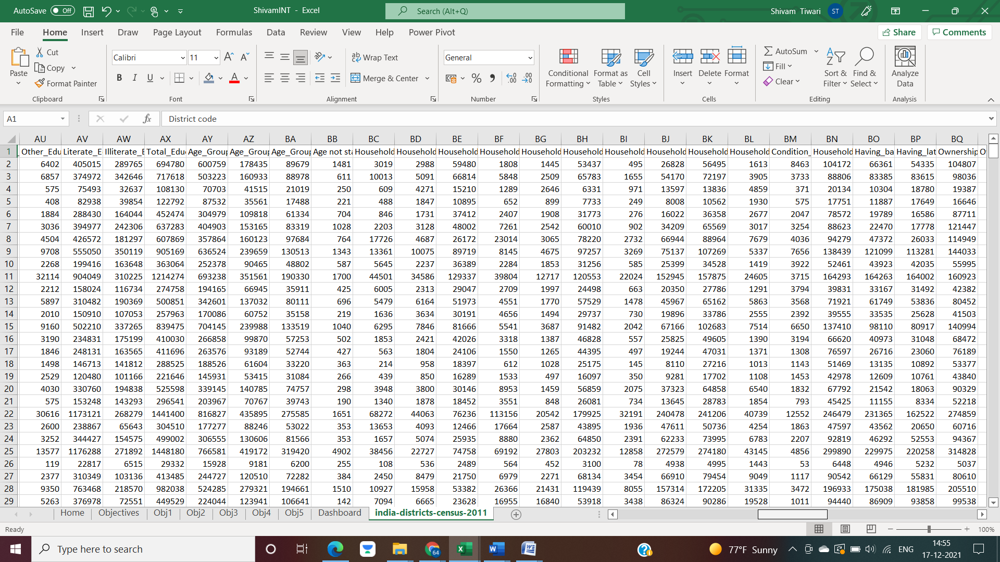 AutoSave Off ShivamINT - Excel Search (Alt+Q) Shivam Tiwari ST
File Home Insert Draw Page Layout Formulas Data Review View Help Power Pivot Share Comments
Paste Cut Copy Format Painter Clipboard
Calibri 11 B I U A Font
ab Wrap Text Merge & Center Alignment
General % Number
Conditional Formatting Format as Table Cell Styles Styles
Insert Delete Format Cells
AutoSum Fill Clear Sort & Filter Find & Select Editing
Analyze Data Analysis
A1 fx District code
AU AV AW AX AY AZ BA BB BC BD BE BF BG BH BI BJ BK BL BM BN BO BP BQ
1 Other_Edu Literate_E Illiterate_E Total_Edu Age_Group Age_Group Age_Group Age not sta Household Household Household Household Household Household Household Household Household Household Condition_ Household Having_ba Having_lat Ownership O
2 6402 405015 289765 694780 600759 178435 89679 1481 3019 2988 59480 1808 1445 53437 495 26828 56495 1613 8463 104172 66361 54335 104807
3 6857 374972 342646 717618 503223 160933 88978 611 10013 5091 66814 5848 2509 65783 1655 54170 72197 3905 3733 88806 83385 83615 98036
4 575 75493 32637 108130 70703 41515 21019 250 609 4271 15210 1289 2646 6331 971 13597 13836 4859 371 20134 10304 18780 19387
5 408 82938 39854 122792 87532 35561 17488 221 488 1847 10895 652 899 7733 249 8008 10562 1930 575 17751 11887 17649 16646
6 1884 288430 164044 452474 304979 109818 61334 704 846 1731 37412 2407 1908 31773 276 16022 36358 2677 2047 78572 19789 16586 87711
7 3036 394977 242306 637283 404903 153165 83319 1028 2203 3128 48002 7261 2542 60010 902 34209 65569 3017 3254 88623 22470 17778 121447
8 4504 426572 181297 607869 357864 160123 97684 764 17726 4687 26172 23014 3065 78220 2732 66944 88964 7679 4036 94279 47372 26033 114949
9 9708 555050 350119 905169 636524 239659 130513 1343 13361 10075 89719 8145 4675 97257 3269 75137 107269 5337 7656 138439 121099 113281 144033
10 2268 199416 163648 363064 252378 90465 48802 587 5645 2237 36389 2284 1853 31256 585 25399 34528 1419 3922 52461 43923 42035 55995
11 32114 904049 310225 1214274 693238 351561 190330 1700 44501 34586 129337 39804 12717 120553 22024 152945 157875 24605 3715 164293 164263 164002 160923
12 2212 158024 116734 274758 194165 66945 35911 425 6005 2313 29047 2709 1997 24498 663 20350 27786 1291 3794 39831 33167 31492 42382
13 5897 310482 190369 500851 342601 137032 80111 696 5479 6164 51973 4551 1770 57529 1478 45967 65162 5863 3568 71921 61749 53836 80452
14 2010 150910 107053 257963 170086 60752 35158 219 1636 3634 30191 4656 1494 29737 730 19896 33786 2555 2392 39555 33535 25628 41503
15 9160 502210 337265 839475 704145 239988 133519 1040 6295 7846 81666 5541 3687 91482 2042 67166 102683 7514 6650 137410 98110 80917 140994
16 3190 234831 175199 410030 266858 99870 57253 502 1853 2421 42026 3318 1387 46828 557 25825 49605 1390 3194 66620 40973 31048 68472
17 1846 248131 163565 411696 263576 93189 52744 427 563 1804 24106 1550 1265 44395 497 19244 47031 1371 1308 76597 26716 23060 76189
18 1498 146713 141812 288525 188526 61604 33220 363 214 958 18397 612 1028 25175 145 8110 27216 1013 1143 51469 13135 10892 53377
19 2529 120480 101166 221646 145931 53415 31084 266 439 850 16289 1533 497 16097 350 9281 17702 1108 1453 42978 12609 10761 43840
20 4030 330760 194838 525598 339145 140785 74757 298 3948 3800 30146 8953 1459 56859 2075 37323 64858 6540 1832 67792 21542 18063 90329
21 575 153248 143293 296541 203967 70767 39743 190 1340 1878 18452 3551 848 26081 734 13645 28783 1854 793 45425 11155 8334 52218
22 30616 1173121 268279 1441400 816827 435895 275585 1651 68272 44063 76236 113156 20542 179925 32191 240478 241206 40739 12552 246479 231365 162522 274859
23 2600 238867 65643 304510 177277 88246 53022 353 13653 4093 12466 17664 2587 43895 1936 47611 50736 4254 1863 47597 43562 20650 60716
24 3252 344427 154575 499002 306555 130606 81566 353 1657 5074 25935 8880 2362 64850 2391 62233 73995 6783 2207 92819 46292 52553 94367
25 13577 1176288 271892 1448180 766581 419172 319420 4902 38456 22727 74758 69192 27803 203232 12858 272579 274180 43145 4856 299890 229975 220258 314828
26 119 22817 6515 29332 15928 9181 6200 255 108 536 2489 564 452 3100 78 4938 4995 1443 53 6448 4946 5232 5037
27 2377 310349 103136 413485 244727 120510 72282 384 2450 8479 21750 6979 2271 68134 3454 66910 79454 9049 1117 90542 66129 55831 80610
28 9350 763468 218570 982038 524285 279321 194661 1510 10927 15958 53382 26366 21431 119439 8055 157314 172205 31335 3472 196933 175038 181985 205510
29 5263 376978 72551 449529 224044 123941 106641 142 7094 6665 23628 16955 16840 53918 3438 86324 90286 19528 1011 94440 86909 93858 99538
Home Objectives Obj1 Obj2 Obj3 Obj4 Obj5 Dashboard india-districts-census-2011
Ready 100%
Type here to search 64 77°F Sunny ENG 14:55
17-12-2021